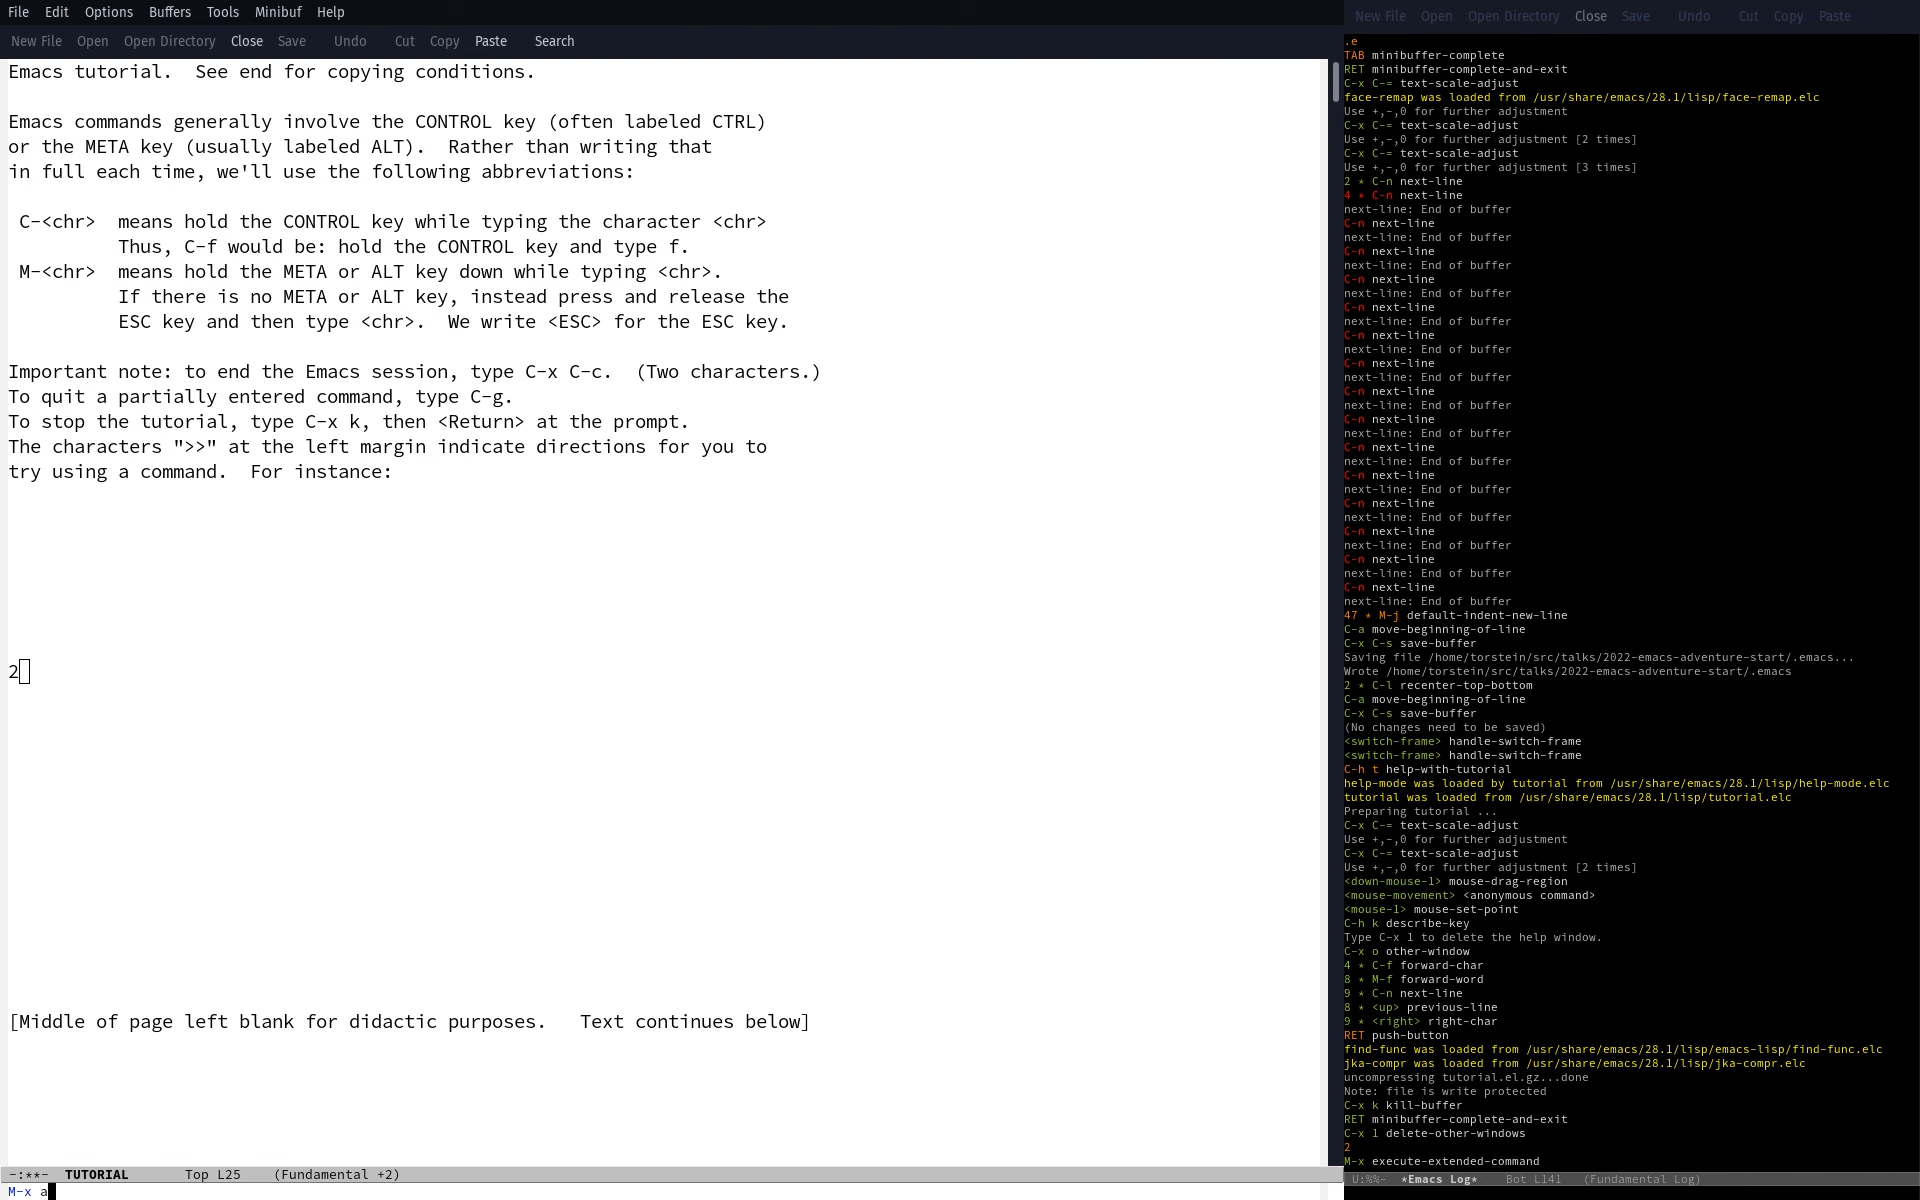 File Edit Options Buffers Tools Minibuf Help
New File Open Open Directory Close Save Undo Cut Copy Paste Search
Emacs tutorial.  See end for copying conditions.
Emacs commands generally involve the CONTROL key (often labeled CTRL)
or the META key (usually labeled ALT).  Rather than writing that
in full each time, we'll use the following abbreviations:
C-<chr>  means hold the CONTROL key while typing the character <chr>
Thus, C-f would be: hold the CONTROL key and type f.
M-<chr>  means hold the META or ALT key down while typing <chr>.
If there is no META or ALT key, instead press and release the
ESC key and then type <chr>.  We write <ESC> for the ESC key.
Important note: to end the Emacs session, type C-x C-c.  (Two characters.)
To quit a partially entered command, type C-g.
To stop the tutorial, type C-x k, then <Return> at the prompt.
The characters ">>" at the left margin indicate directions for you to
try using a command.  For instance:
2
[Middle of page left blank for didactic purposes.   Text continues below]
-:**-  TUTORIAL       Top L25    (Fundamental +2)
M-x a
New File Open Open Directory Close Save Undo Cut Copy Paste
.e
TAB minibuffer-complete
RET minibuffer-complete-and-exit
C-x C-= text-scale-adjust
face-remap was loaded from /usr/share/emacs/28.1/lisp/face-remap.elc
Use +,-,0 for further adjustment
C-x C-= text-scale-adjust
Use +,-,0 for further adjustment [2 times]
C-x C-= text-scale-adjust
Use +,-,0 for further adjustment [3 times]
2 * C-n next-line
4 * C-n next-line
next-line: End of buffer
C-n next-line
next-line: End of buffer
C-n next-line
next-line: End of buffer
C-n next-line
next-line: End of buffer
C-n next-line
next-line: End of buffer
C-n next-line
next-line: End of buffer
C-n next-line
next-line: End of buffer
C-n next-line
next-line: End of buffer
C-n next-line
next-line: End of buffer
C-n next-line
next-line: End of buffer
C-n next-line
next-line: End of buffer
C-n next-line
next-line: End of buffer
C-n next-line
next-line: End of buffer
C-n next-line
next-line: End of buffer
C-n next-line
next-line: End of buffer
47 * M-j default-indent-new-line
C-a move-beginning-of-line
C-x C-s save-buffer
Saving file /home/torstein/src/talks/2022-emacs-adventure-start/.emacs...
Wrote /home/torstein/src/talks/2022-emacs-adventure-start/.emacs
2 * C-l recenter-top-bottom
C-a move-beginning-of-line
C-x C-s save-buffer
(No changes need to be saved)
<switch-frame> handle-switch-frame
<switch-frame> handle-switch-frame
C-h t help-with-tutorial
help-mode was loaded by tutorial from /usr/share/emacs/28.1/lisp/help-mode.elc
tutorial was loaded from /usr/share/emacs/28.1/lisp/tutorial.elc
Preparing tutorial ...
C-x C-= text-scale-adjust
Use +,-,0 for further adjustment
C-x C-= text-scale-adjust
Use +,-,0 for further adjustment [2 times]
<down-mouse-1> mouse-drag-region
<mouse-movement> <anonymous command>
<mouse-1> mouse-set-point
C-h k describe-key
Type C-x 1 to delete the help window.
C-x o other-window
4 * C-f forward-char
8 * M-f forward-word
9 * C-n next-line
8 * <up> previous-line
9 * <right> right-char
RET push-button
find-func was loaded from /usr/share/emacs/28.1/lisp/emacs-lisp/find-func.elc
jka-compr was loaded from /usr/share/emacs/28.1/lisp/jka-compr.elc
uncompressing tutorial.el.gz...done
Note: file is write protected
C-x k kill-buffer
RET minibuffer-complete-and-exit
C-x 1 delete-other-windows
2
M-x execute-extended-command
U:%%-  *Emacs Log*    Bot L141   (Fundamental Log)